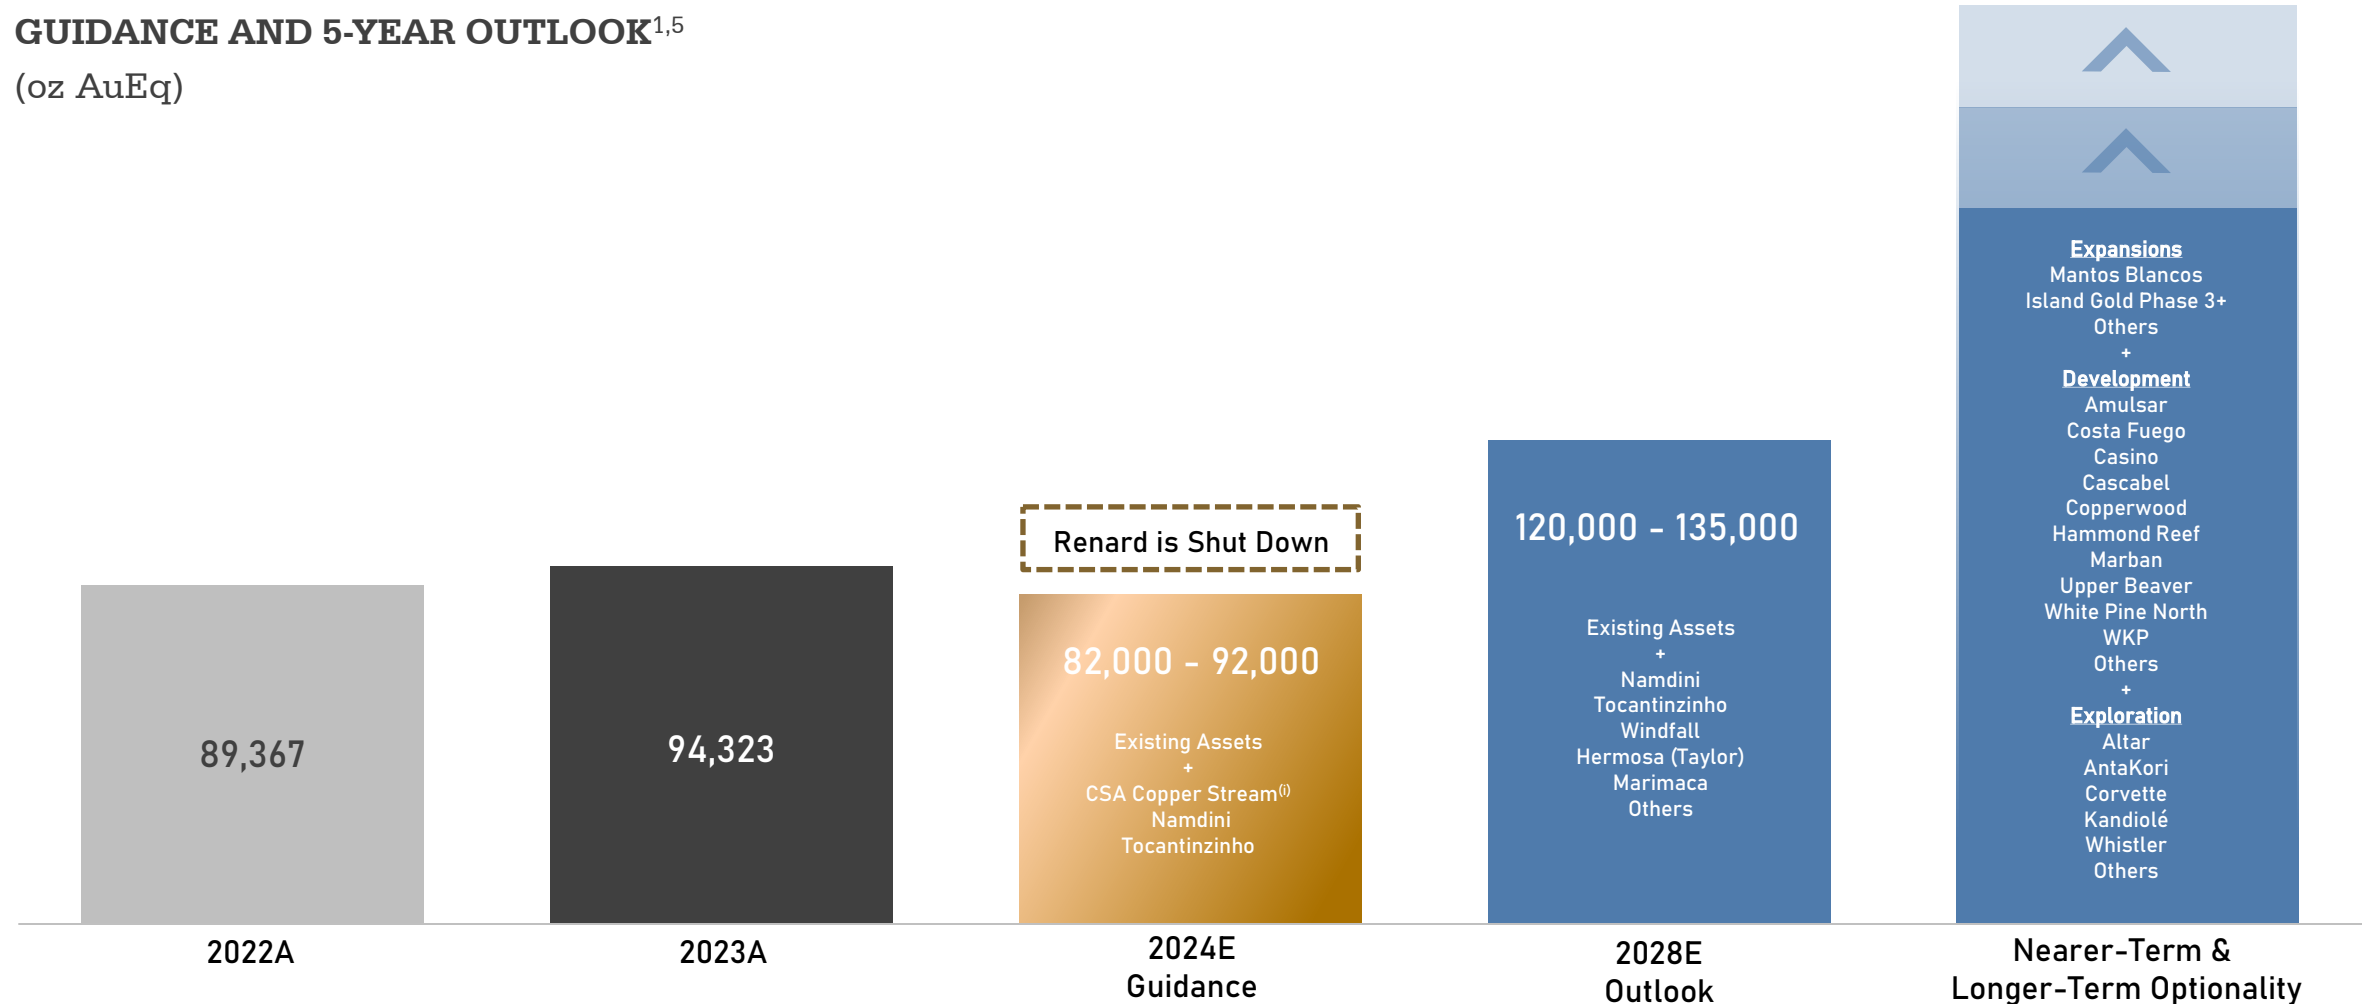 GUIDANCE AND 5-YEAR OUTLOOK1,5
(oz AuEq)
89,367
2022A
94,323
2023A
Renard is Shut Down
82,000 - 92,000
Existing Assets
+
CSA Copper Stream(i)
Namdini
Tocantinzinho
2024E
Guidance
120,000 - 135,000
Existing Assets
+
Namdini
Tocantinzinho
Windfall
Hermosa (Taylor)
Marimaca
Others
2028E
Outlook
Expansions
Mantos Blancos
Island Gold Phase 3+
Others
+
Development
Amulsar
Costa Fuego
Casino
Cascabel
Copperwood
Hammond Reef
Marban
Upper Beaver
White Pine North
WKP
Others
+
Exploration
Altar
AntaKori
Corvette
Kandiolé
Whistler
Others
Nearer-Term &
Longer-Term Optionality